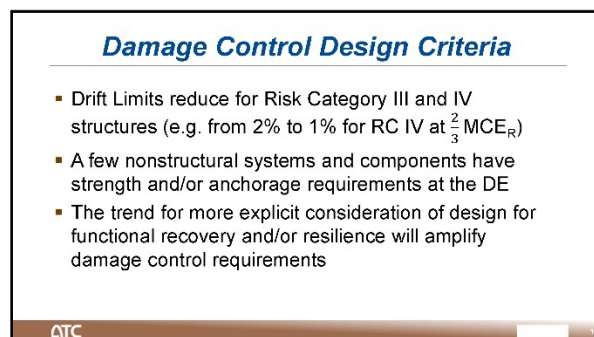 Damage Control Design Criteria
▪ Drift Limits reduce for Risk Category III and IV
structures (e.g. from 2% to 1% for RC IV at 2/3 MCE_R)
▪ A few nonstructural systems and components have
strength and/or anchorage requirements at the DE
▪ The trend for more explicit consideration of design for
functional recovery and/or resilience will amplify
damage control requirements
ATC